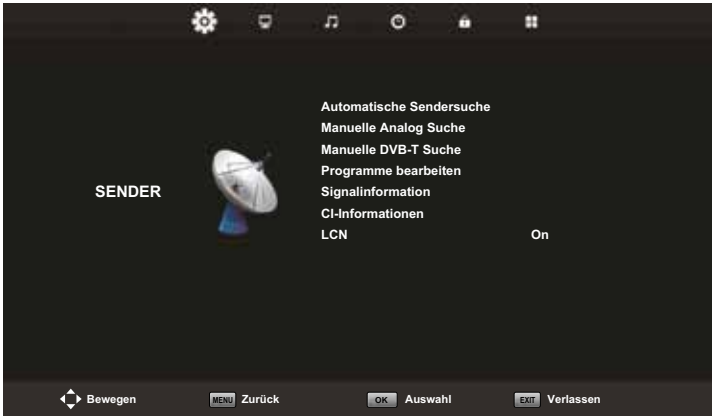 Automatische Sendersuche
Manuelle Analog Suche
Manuelle DVB-T Suche
Programme bearbeiten
SENDER
Signalinformation
CI-Informationen
LCN On
Bewegen MENU Zurück OK Auswahl EXIT Verlassen